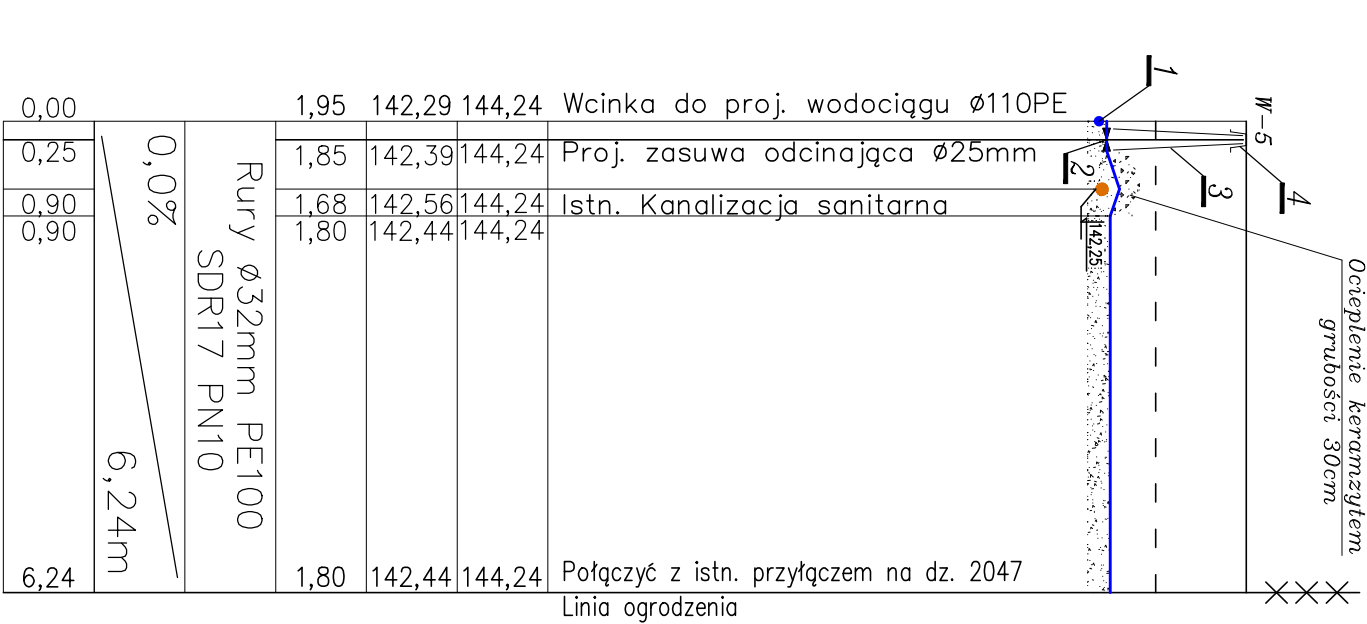 0,00 1,95 142,29 144,24 Wcinka do proj. wodociągu Ø110PE
0,25 1,85 142,39 144,24 Proj. zasuwa odcinająca Ø25mm
0,90 1,68 142,56 144,24 Istn. Kanalizacja sanitarna
0,90 1,80 142,44 144,24
6,24 1,80 142,44 144,24 Połączyć z istn. przyłączem na dz. 2047
Linia ogrodzenia
0,0%
6,24m
Rury Ø32mm PE100
SDR17 PN10
1
2
3
4
W-5
142,25
Ocieplenie keramzytem
grubości 30cm